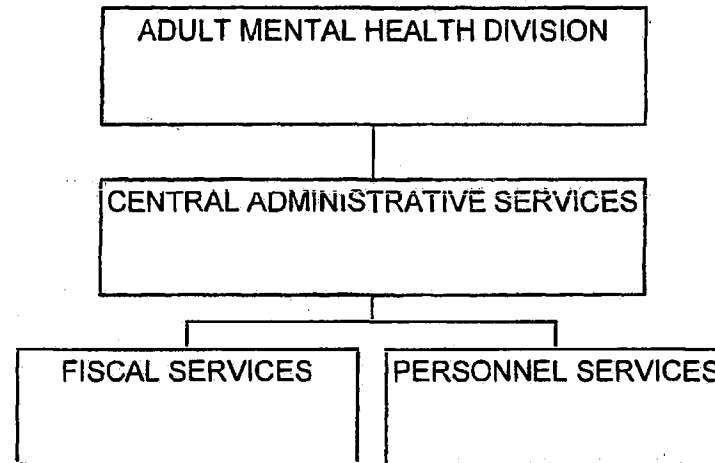 ADULT MENTAL HEALTH DIVISION
CENTRAL ADMINISTRATIVE SERVICES
FISCAL SERVICES
PERSONNEL SERVICES